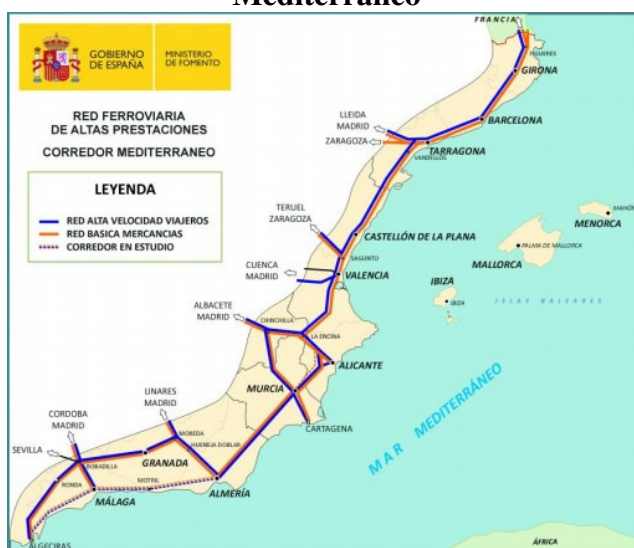 Mediterráneo
GOBIERNO
DE ESPAÑA
MINISTERIO
DE FOMENTO
RED FERROVIARIA
DE ALTAS PRESTACIONES
CORREDOR MEDITERRANEO
LEYENDA
RED ALTA VELOCIDAD VIAJEROS
RED BASICA MERCANCIAS
CORREDOR EN ESTUDIO
FRANCIA
FIGUERES
GIRONA
BARCELONA
LLEIDA
MADRID
ZARAGOZA
TARRAGONA
VANDELLOS
TERUEL
ZARAGOZA
CASTELLÓN DE LA PLANA
SAGUNTO
CUENCA
MADRID
VALENCIA
MAHÓN
MENORCA
PALMA DE MALLORCA
MALLORCA
IBIZA
IBIZA
ISLAS BALEARES
ALBACETE
MADRID
CHINCHILLA
LA ENCINA
ALICANTE
MURCIA
CARTAGENA
MAR MEDITERRÁNEO
LINARES
MADRID
MOREDA
HUENEJA DOBLAR
CORDOBA
MADRID
SEVILLA
BOBADILLA
GRANADA
RONDA
MOTRIL
MÁLAGA
ALMERÍA
ALGECIRAS
ÁFRICA